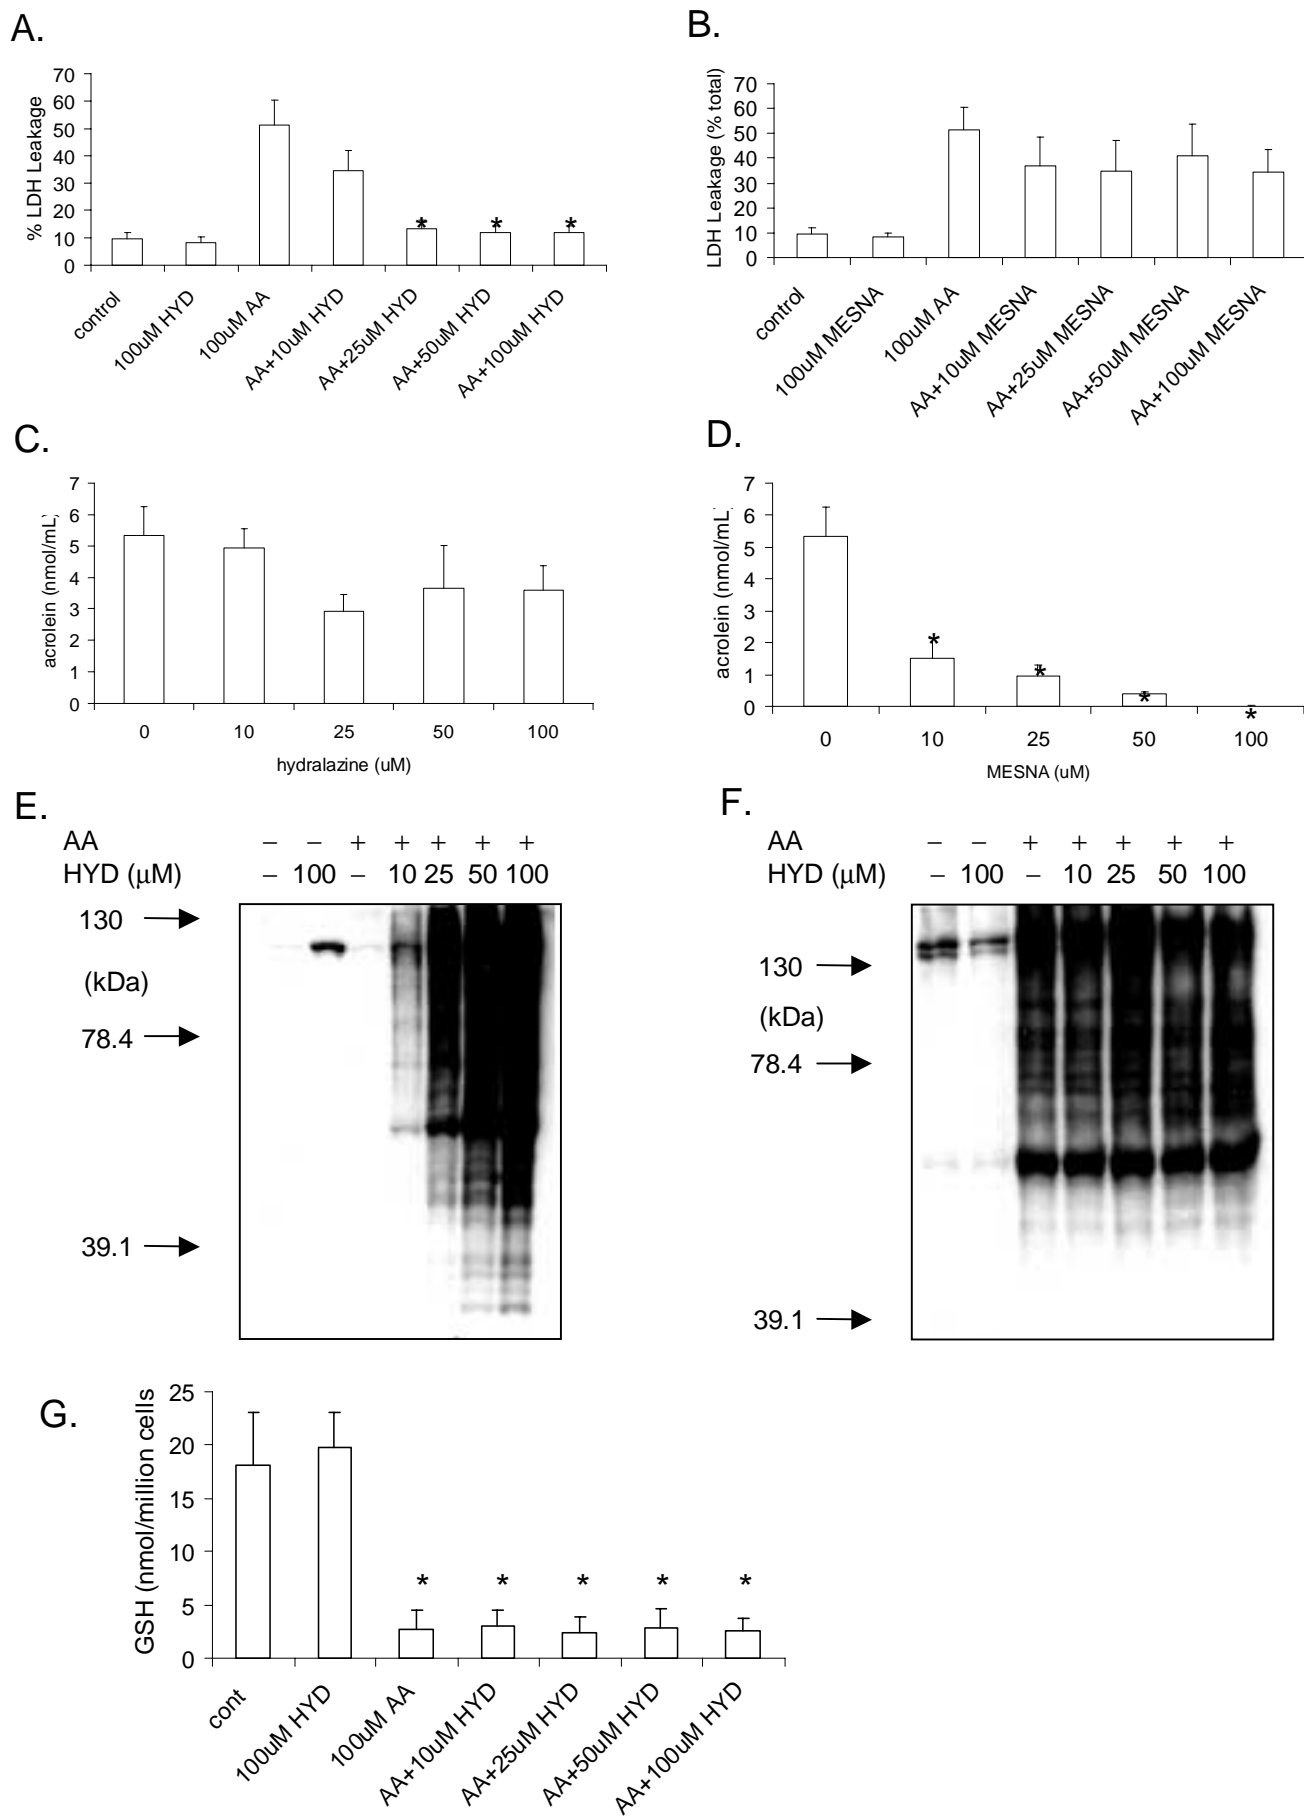 A.
% LDH Leakage
70
60
50
40
30
20
10
0
* * *
control
100uM HYD
100uM AA
AA+10uM HYD
AA+25uM HYD
AA+50uM HYD
AA+100uM HYD
B.
LDH Leakage (% total)
70
60
50
40
30
20
10
0
control
100uM MESNA
100uM AA
AA+10uM MESNA
AA+25uM MESNA
AA+50uM MESNA
AA+100uM MESNA
C.
acrolein (nmol/mL)
7
6
5
4
3
2
1
0
0 10 25 50 100
hydralazine (uM)
D.
acrolein (nmol/mL
7
6
5
4
3
2
1
0
* * * *
0 10 25 50 100
MESNA (uM)
E.
AA – – + + + + +
HYD (μM) – 100 – 10 25 50 100
130
(kDa)
78.4
39.1
F.
AA – – + + + + +
HYD (μM) – 100 – 10 25 50 100
130
(kDa)
78.4
39.1
G.
GSH (nmol/million cells
25
20
15
10
5
0
* * * * *
cont
100uM HYD
100uM AA
AA+10uM HYD
AA+25uM HYD
AA+50uM HYD
AA+100uM HYD